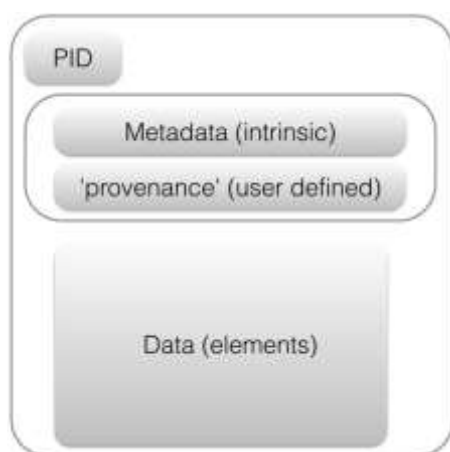 PID
Metadata (intrinsic)
'provenance' (user defined)
Data (elements)